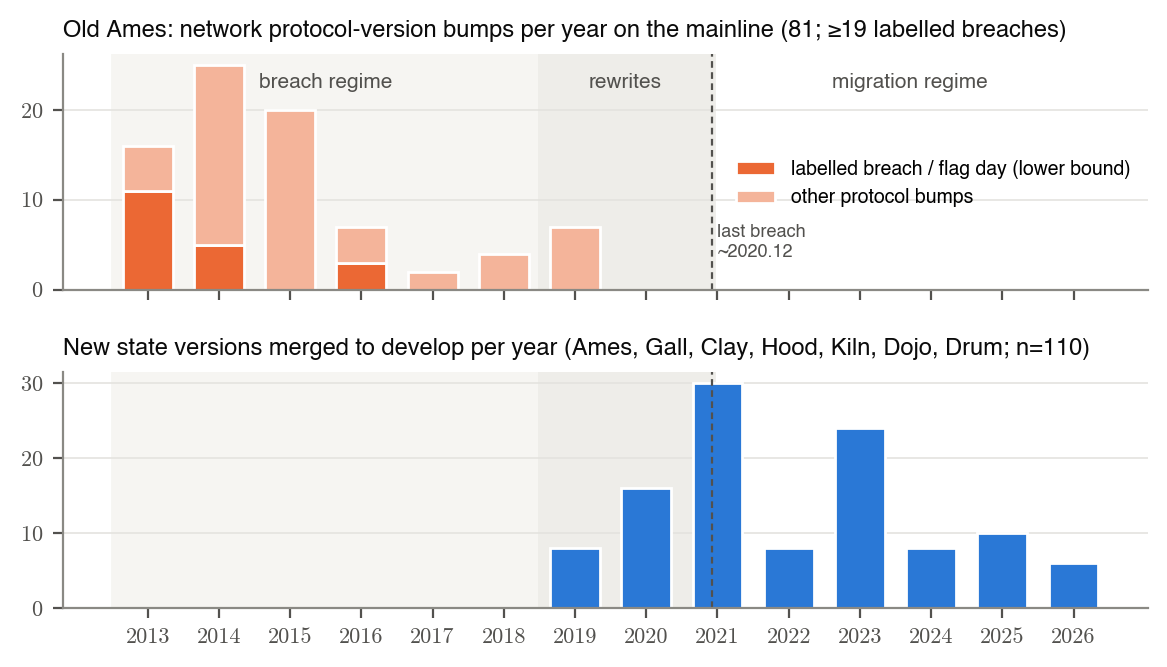 Old Ames: network protocol-version bumps per year on the mainline (81; ≥19 labelled breaches)
breach regime
rewrites
migration regime
20
10
0
labelled breach / flag day (lower bound)
other protocol bumps
last breach
~2020.12
New state versions merged to develop per year (Ames, Gall, Clay, Hood, Kiln, Dojo, Drum; n=110)
30
20
10
0
2013 2014 2015 2016 2017 2018 2019 2020 2021 2022 2023 2024 2025 2026